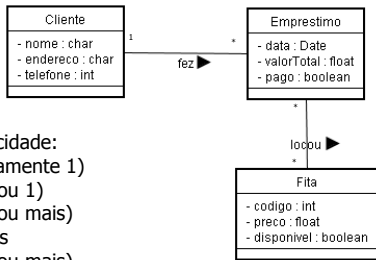 Cliente
- nome : char
- endereco : char
- telefone : int
1
fez
*
Emprestimo
- data : Date
- valorTotal : float
- pago : boolean
*
locou
*
Fita
- codigo : int
- preco : float
- disponivel : boolean
cidade:
amente 1)
ou 1)
ou mais)
s
ou mais)